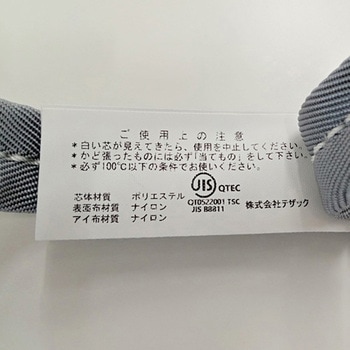 ご使用上の注意
*白い芯が見えてきたら、使用を中止してください。
*かど張ったものには必ず「当てもの」をして下さい。
*必ず100℃以下の条件でお使いください。
芯体材質 ポリエステル
表面布材質 ナイロン
アイ布材質 ナイロン
JIS QTEC
QT0522001 TSC
JIS B8811
株式会社テザック